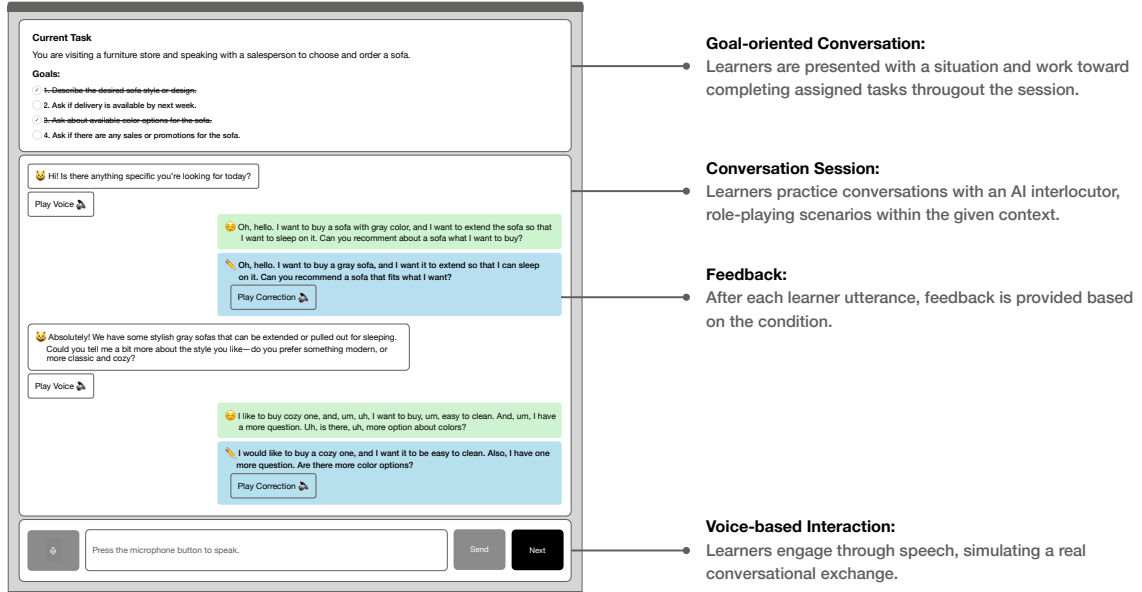 Current Task
You are visiting a furniture store and speaking with a salesperson to choose and order a sofa.
Goals:
1. Describe the desired sofa style or design.
2. Ask if delivery is available by next week.
3. Ask about available color options for the sofa.
4. Ask if there are any sales or promotions for the sofa.
Hi! Is there anything specific you're looking for today?
Play Voice
Oh, hello. I want to buy a sofa with gray color, and I want to extend the sofa so that
I want to sleep on it. Can you recomment about a sofa what I want to buy?
Oh, hello. I want to buy a gray sofa, and I want it to extend so that I can sleep
on it. Can you recommend a sofa that fits what I want?
Play Correction
Absolutely! We have some stylish gray sofas that can be extended or pulled out for sleeping.
Could you tell me a bit more about the style you like—do you prefer something modern, or
more classic and cozy?
Play Voice
I like to buy cozy one, and, um, uh, I want to buy, um, easy to clean. And, um, I have
a more question. Uh, is there, uh, more option about colors?
I would like to buy a cozy one, and I want it to be easy to clean. Also, I have one
more question. Are there more color options?
Play Correction
Press the microphone button to speak.
Send
Next
Goal-oriented Conversation:
Learners are presented with a situation and work toward
completing assigned tasks througout the session.
Conversation Session:
Learners practice conversations with an AI interlocutor,
role-playing scenarios within the given context.
Feedback:
After each learner utterance, feedback is provided based
on the condition.
Voice-based Interaction:
Learners engage through speech, simulating a real
conversational exchange.